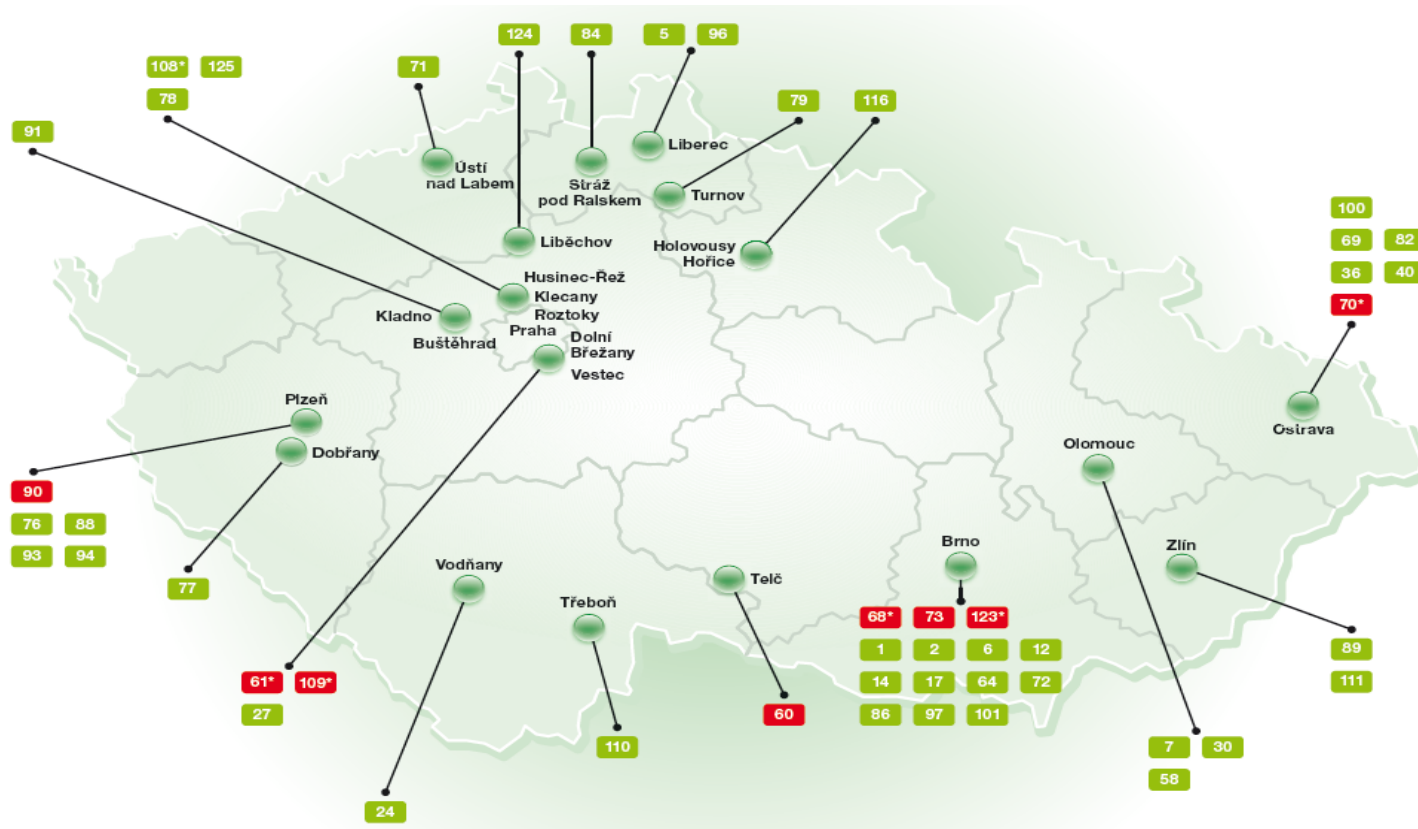 124
84
5 96
108* 125
78
71
79
116
91
Liberec
Ústí
nad Labem
Stráž
pod Ralskem
Turnov
100
69 82
36 40
70*
Liběchov
Holovousy
Hořice
Husinec-Řež
Klecany
Roztoky
Praha
Kladno
Buštěhrad
Dolní
Břežany
Vestec
Plzeň
Dobřany
Ostrava
Olomouc
90
76 88
93 94
77
Vodňany
Třeboň
Telč
Brno
Zlín
68* 73 123*
1 2 6 12
14 17 64 72
86 97 101
89
111
61* 109*
27
60
110
7 30
58
24